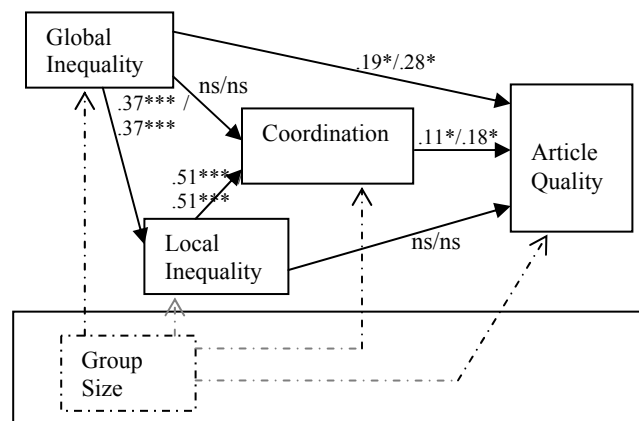 Global
Inequality
.19*/.28*
.37*** /
.37***
ns/ns
Coordination
.11*/.18*
Article
Quality
.51***
.51***
Local
Inequality
ns/ns
Group
Size